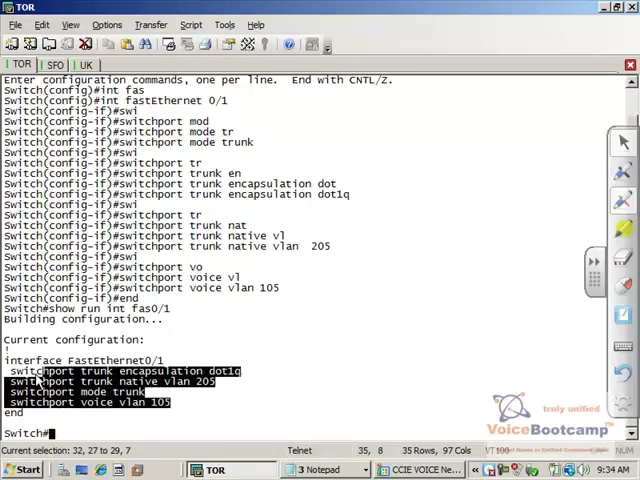 TOR
File Edit View Options Transfer Script Tools Help
TOR SFO UK
Enter configuration commands, one per line.  End with CNTL/Z.
Switch(config)#int fas
Switch(config)#int fastEthernet 0/1
Switch(config-if)#swi
Switch(config-if)#switchport mod
Switch(config-if)#switchport mode tr
Switch(config-if)#switchport mode trunk
Switch(config-if)#swi
Switch(config-if)#switchport tr
Switch(config-if)#switchport trunk en
Switch(config-if)#switchport trunk encapsulation dot
Switch(config-if)#switchport trunk encapsulation dot1q
Switch(config-if)#swi
Switch(config-if)#switchport tr
Switch(config-if)#switchport trunk nat
Switch(config-if)#switchport trunk native vl
Switch(config-if)#switchport trunk native vlan  205
Switch(config-if)#swi
Switch(config-if)#switchport vo
Switch(config-if)#switchport voice vl
Switch(config-if)#switchport voice vlan 105
Switch(config-if)#end
Switch#show run int fas0/1
Building configuration...
Current configuration:
!
interface FastEthernet0/1
switchport trunk encapsulation dot1q
switchport trunk native vlan 205
switchport mode trunk
switchport voice vlan 105
end
Switch#
truly unified
VoiceBootcamp
Current selection: 32, 27 to 29, 7 Telnet 35, 8 35 Rows, 97 Cols VT100 NUM
Start TOR 3 Notepad CCIE VOICE Ne... 9:34 AM